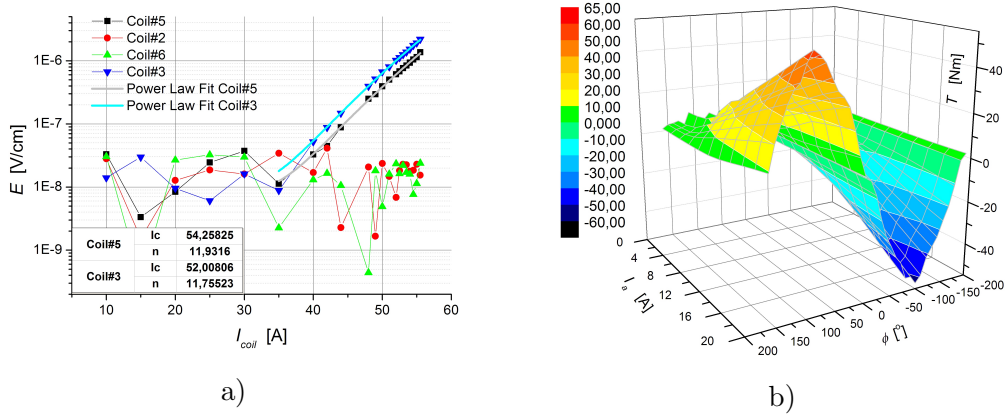 Coil#5
Coil#2
Coil#6
Coil#3
Power Law Fit Coil#5
Power Law Fit Coil#3
1E-6
1E-7
1E-8
1E-9
E [V/cm]
Coil#5 Ic 54,25825
n 11,9316
Coil#3 Ic 52,00806
n 11,75523
0 10 20 30 40 50 60
I coil [A]
a)
65,00
60,00
50,00
40,00
30,00
20,00
10,00
0,000
-10,00
-20,00
-30,00
-40,00
-50,00
-60,00
T [Nm]
40
20
0
-20
-40
0
4
8
12
16
20
I a [A]
200 150 100 50 0 -50 -100 -150 -200
ϕ [°]
b)